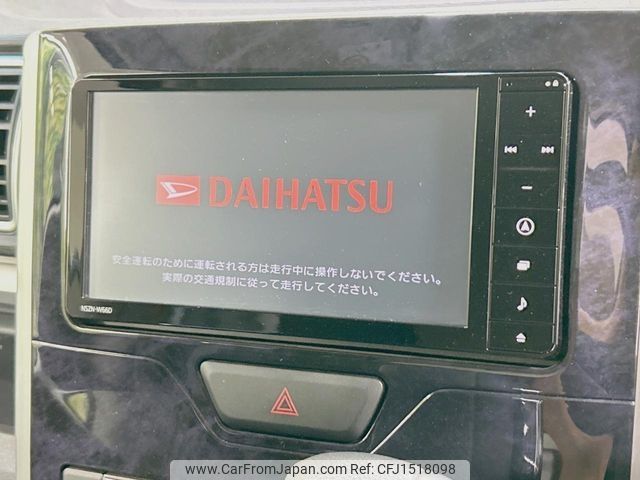 DAIHATSU
安全運転のために運転される方は走行中に操作しないでください。
実際の交通規制に従って走行してください。
NSZN-W66D
www.CarFromJapan.com - CFJ1518098